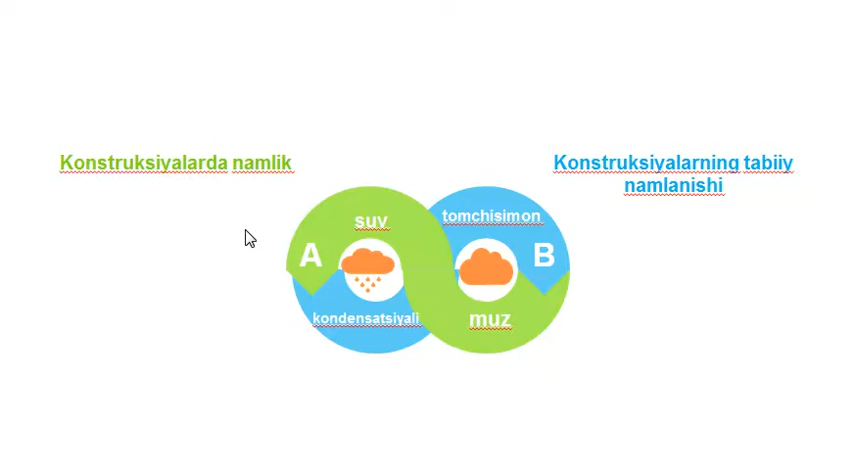 Konstruksiyalarda namlik
Konstruksiyalarning tabiiy
namlanishi
suv
tomchisimon
A
B
kondensatsiyali
muz